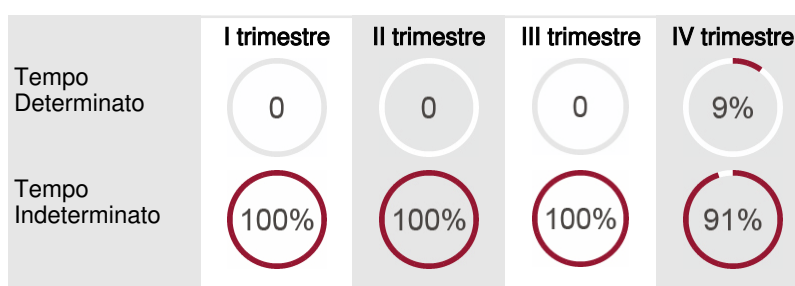 I trimestre II trimestre III trimestre IV trimestre
Tempo
Determinato
0 0 0 9%
Tempo
Indeterminato
100% 100% 100% 91%